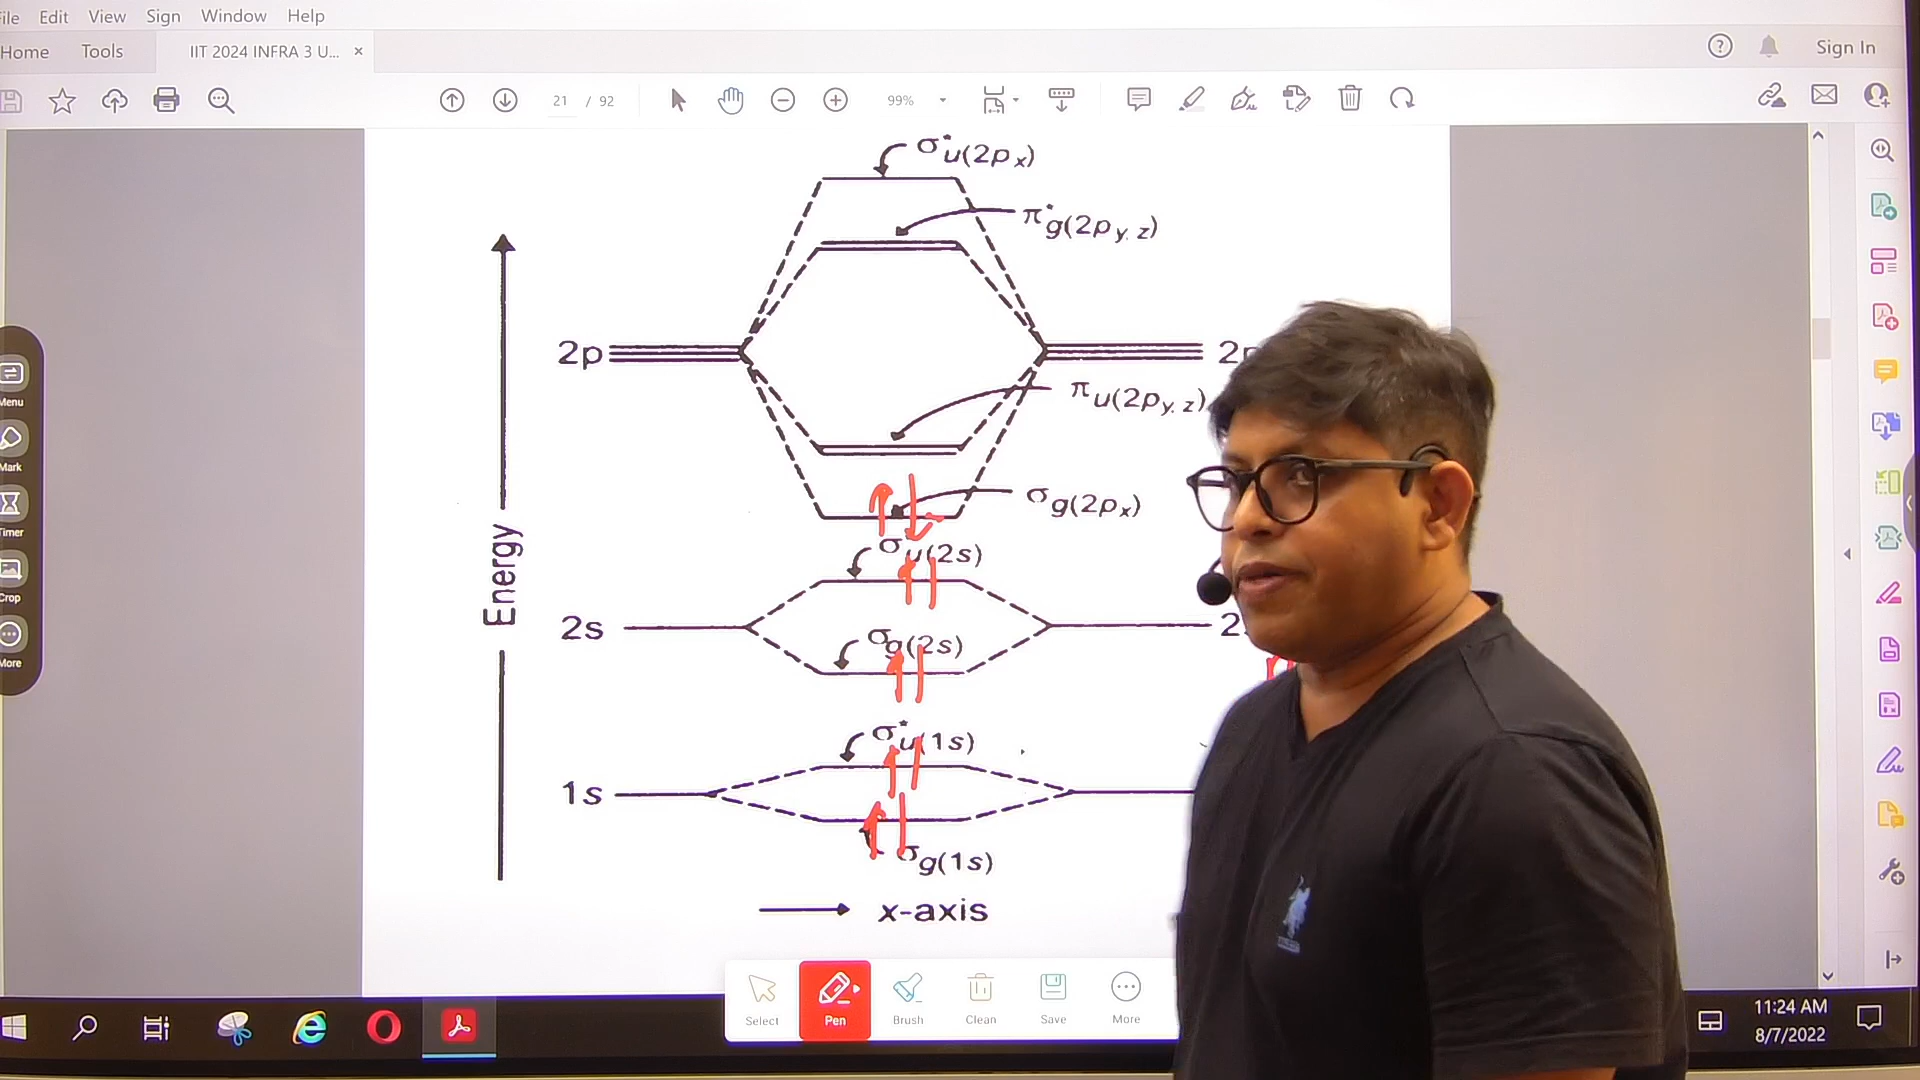 File Edit View Sign Window Help
Home Tools IIT 2024 INFRA 3 U... × Sign In
21 / 92 99%
σ*u(2px)
π*g(2py,z)
2p
πu(2py,z)
σg(2px)
σu(2s)
2s
σg(2s)
σ*u(1s)
1s
σg(1s)
Energy
x-axis
Menu
Mark
Timer
Crop
More
Select Pen Brush Clean Save More
11:24 AM
8/7/2022